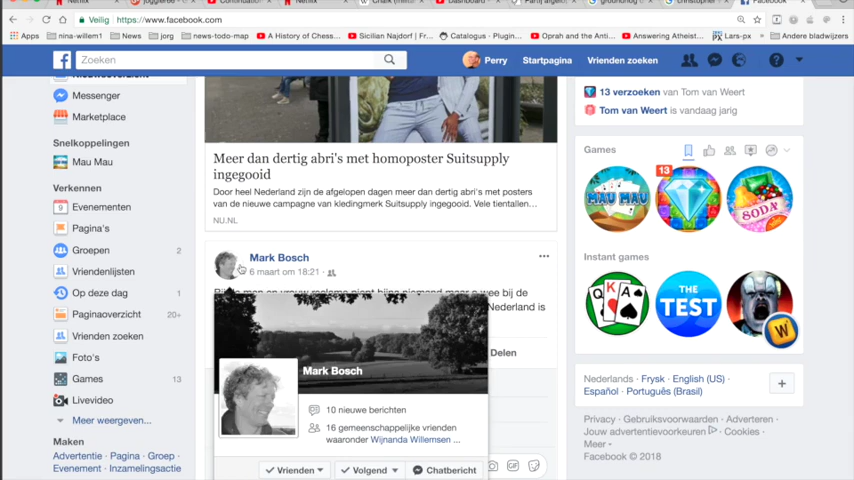 Netflix
Netflix
Veilig
https://www.facebook.com
Apps
nina-willem1
News
jorg
news-todo-map
A History of Chess…
Sicilian Najdorf | F…
Catalogus - Plugin…
Oprah and the Anti…
Answering Atheist…
Lars-px
Andere bladwijzers
Zoeken
Perry
Startpagina
Vrienden zoeken
Messenger
Marketplace
Snelkoppelingen
Mau Mau
Verkennen
9 Evenementen
Pagina's
Groepen 2
Vriendenlijsten
Op deze dag 1
Paginaoverzicht 20+
Vrienden zoeken
Foto's
Games 13
Livevideo
Meer weergeven...
Maken
Advertentie · Pagina · Groep ·
Evenement · Inzamelingsactie
Meer dan dertig abri's met homoposter Suitsupply
ingegooid
Door heel Nederland zijn de afgelopen dagen meer dan dertig abri's met posters
van de nieuwe campagne van kledingmerk Suitsupply ingegooid. Vele tientallen…
NU.NL
Mark Bosch
6 maart om 18:21
bij de
Nederland is
Delen
Mark Bosch
10 nieuwe berichten
16 gemeenschappelijke vrienden
waaronder Wijnanda Willemsen ...
Vrienden
Volgend
Chatbericht
GIF
13 verzoeken van Tom van Weert
Tom van Weert is vandaag jarig
Games
MAU MAU
13
SODA
Instant games
Q K A
THE
TEST
W
Nederlands · Frysk · English (US) ·
Español · Português (Brasil)
+
Privacy · Gebruiksvoorwaarden · Adverteren ·
Jouw advertentievoorkeuren · Cookies ·
Meer
Facebook © 2018